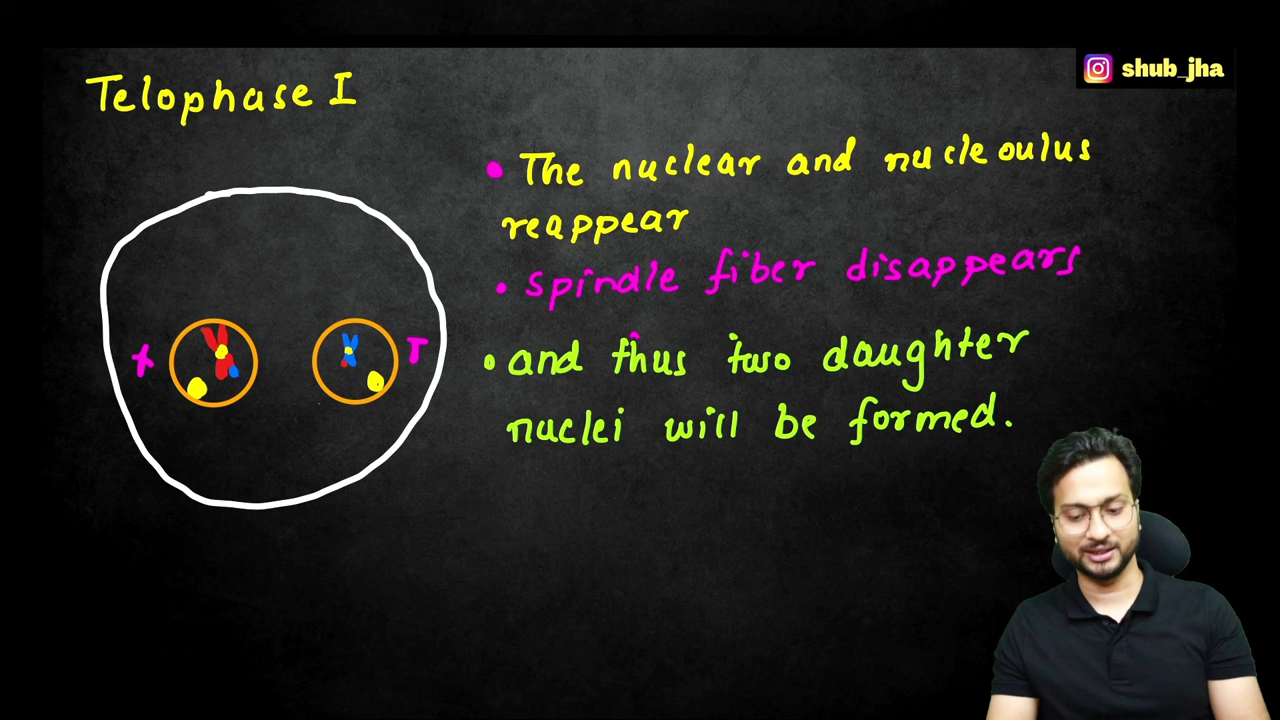 Telophase I
shub_jha
• The nuclear and nucleoulus
reappear
• Spindle fiber disappears
• and thus two daughter
nuclei will be formed.